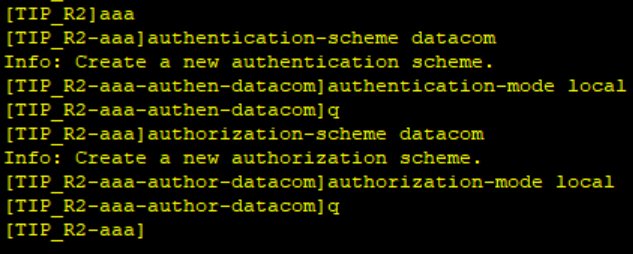 [TIP_R2]aaa
[TIP_R2-aaa]authentication-scheme datacom
Info: Create a new authentication scheme.
[TIP_R2-aaa-authen-datacom]authentication-mode local
[TIP_R2-aaa-authen-datacom]q
[TIP_R2-aaa]authorization-scheme datacom
Info: Create a new authorization scheme.
[TIP_R2-aaa-author-datacom]authorization-mode local
[TIP_R2-aaa-author-datacom]q
[TIP_R2-aaa]